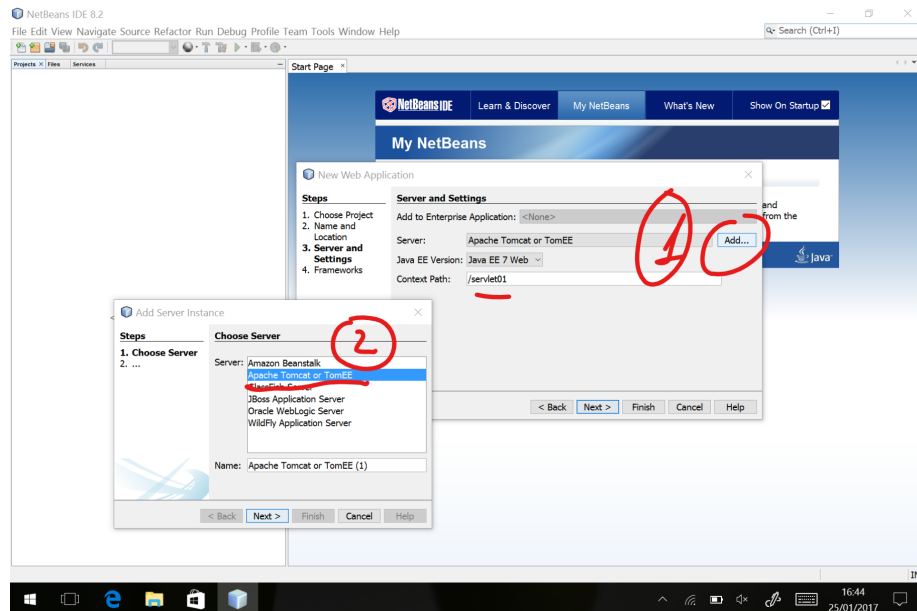 NetBeans IDE 8.2
File Edit View Navigate Source Refactor Run Debug Profile Team Tools Window Help
Search (Ctrl+I)
Projects Files Services
Start Page
NetBeans IDE Learn & Discover My NetBeans What's New Show On Startup
My NetBeans
and
from the
Java
New Web Application
Steps
1. Choose Project
2. Name and
Location
3. Server and
Settings
4. Frameworks
Server and Settings
Add to Enterprise Application: <None>
Server: Apache Tomcat or TomEE Add...
Java EE Version: Java EE 7 Web
Context Path: /servlet01
1
< Back Next > Finish Cancel Help
Add Server Instance
Steps
1. Choose Server
2. ...
Choose Server
2
Server: Amazon Beanstalk
Apache Tomcat or TomEE
GlassFish Server
JBoss Application Server
Oracle WebLogic Server
WildFly Application Server
Name: Apache Tomcat or TomEE (1)
< Back Next > Finish Cancel Help
16:44
25/01/2017